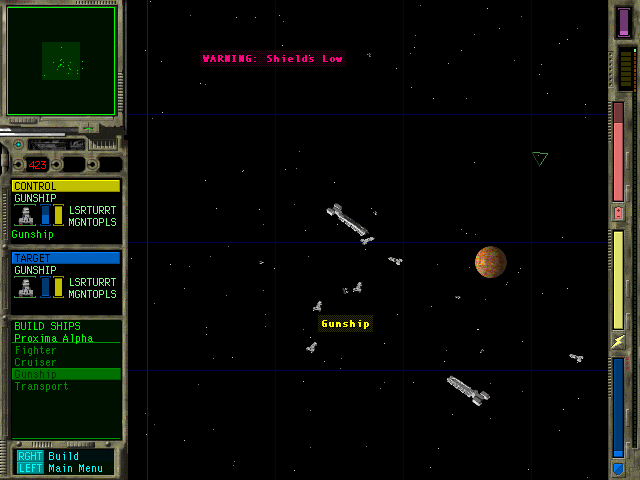 WARNING: Shields Low
423
CONTROL
GUNSHIP
LSRTURRT
MGNTOPLS
Gunship
TARGET
GUNSHIP
LSRTURRT
MGNTOPLS
Gunship
BUILD SHIPS
Proxima Alpha
Fighter
Cruiser
Gunship
Transport
RGHT Build
LEFT Main Menu